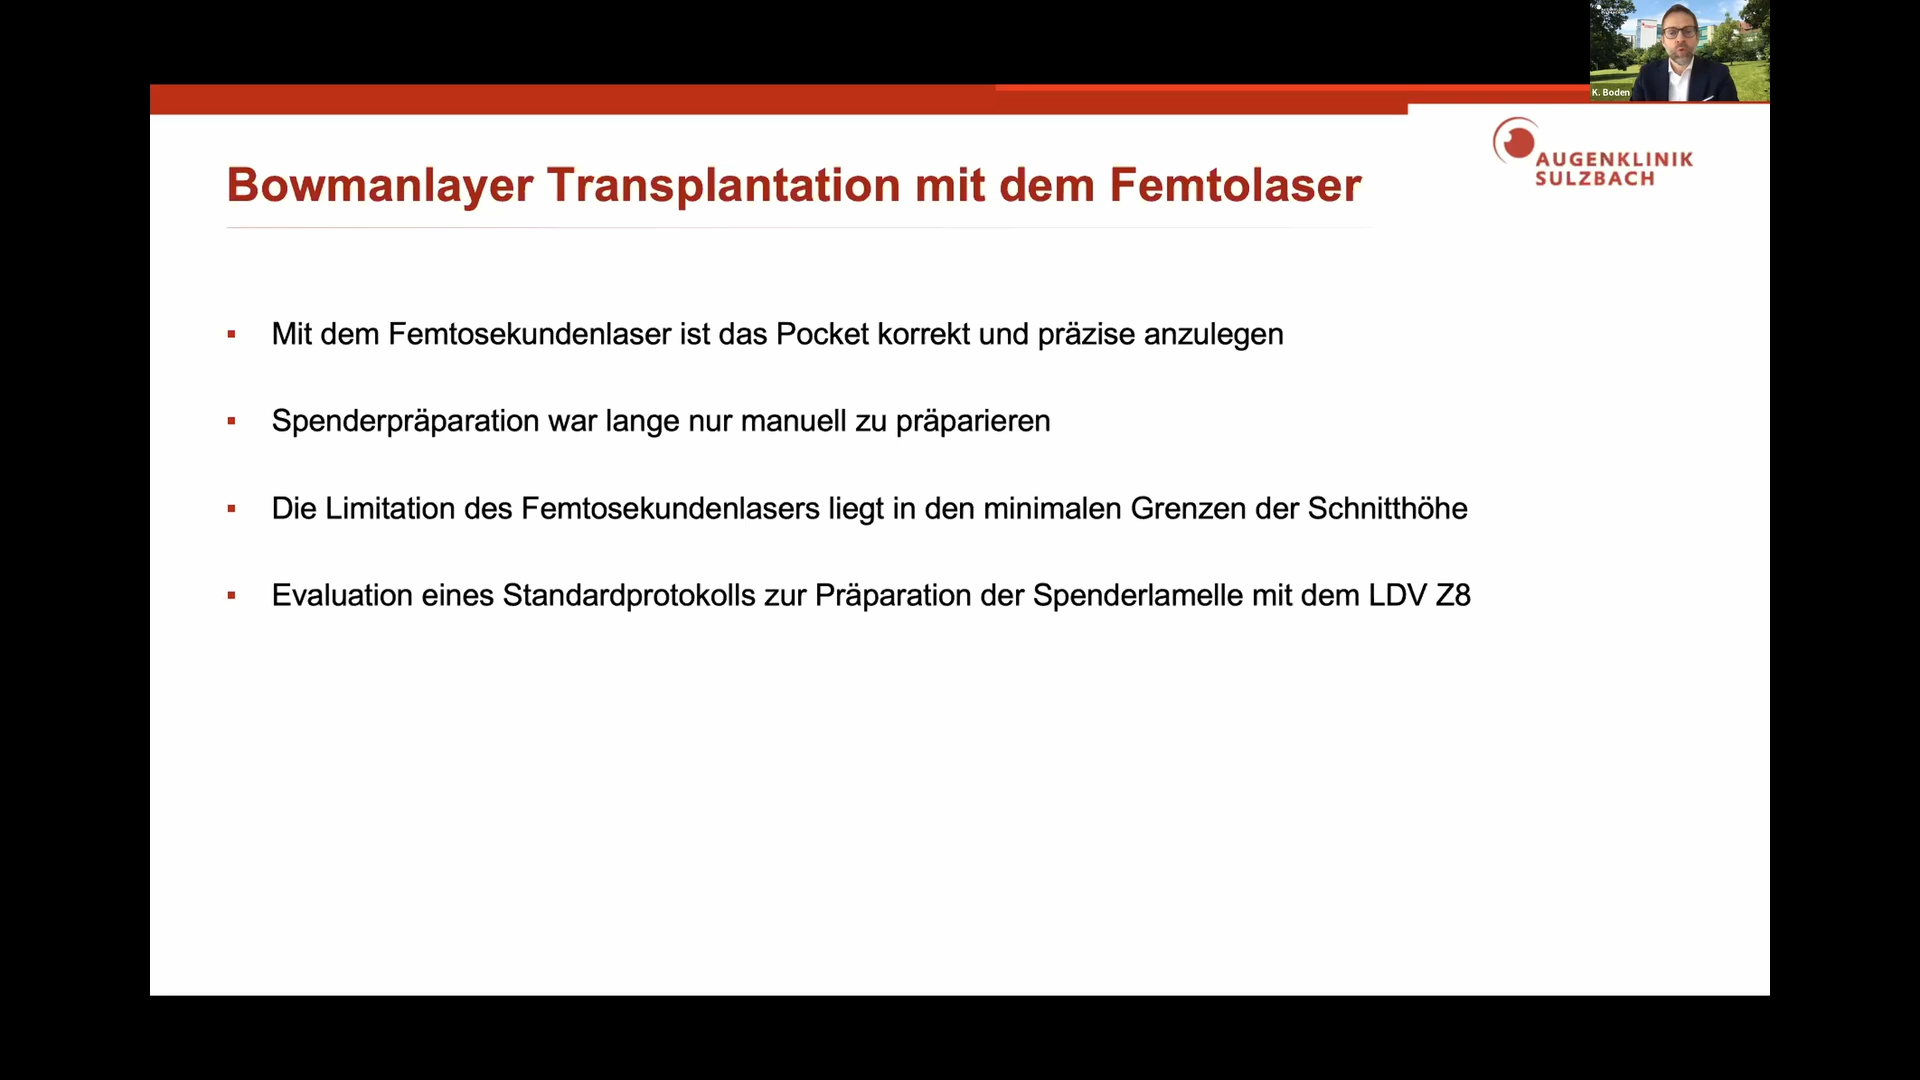 K. Boden
AUGENKLINIK
SULZBACH
Bowmanlayer Transplantation mit dem Femtolaser
▪ Mit dem Femtosekundenlaser ist das Pocket korrekt und präzise anzulegen
▪ Spenderpräparation war lange nur manuell zu präparieren
▪ Die Limitation des Femtosekundenlasers liegt in den minimalen Grenzen der Schnitthöhe
▪ Evaluation eines Standardprotokolls zur Präparation der Spenderlamelle mit dem LDV Z8